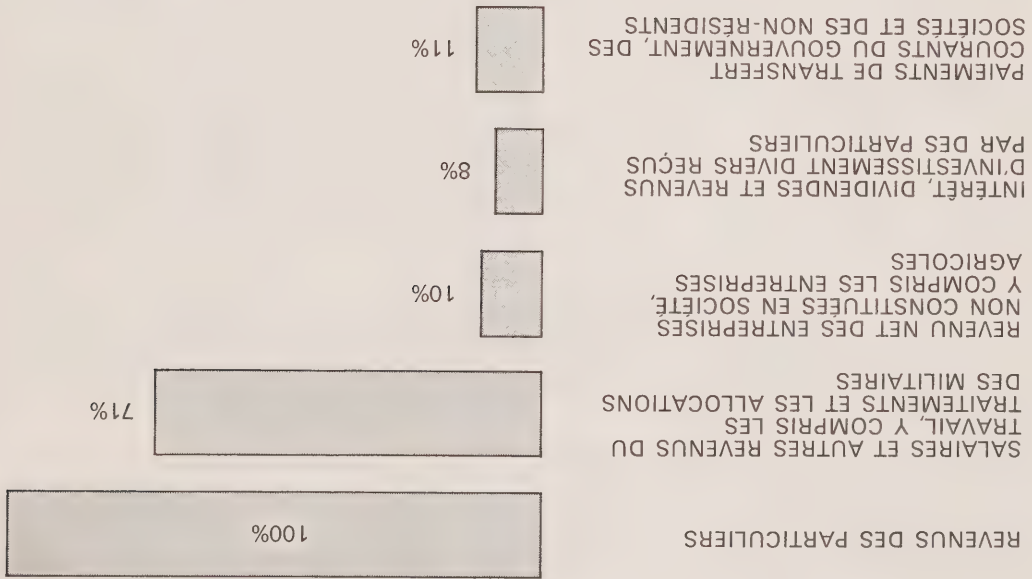 REVENUS DES PARTICULIERS
100%
SALAIRES ET AUTRES REVENUS DU
TRAVAIL, Y COMPRIS LES
TRAITEMENTS ET LES ALLOCATIONS
DES MILITAIRES
71%
REVENU NET DES ENTREPRISES
NON CONSTITUÉES EN SOCIÉTÉ,
Y COMPRIS LES ENTREPRISES
AGRICOLES
10%
INTÉRÊT, DIVIDENDES ET REVENUS
D'INVESTISSEMENT DIVERS REÇUS
PAR DES PARTICULIERS
8%
PAIEMENTS DE TRANSFERT
COURANTS DU GOUVERNEMENT, DES
SOCIÉTÉS ET DES NON-RÉSIDENTS
11%